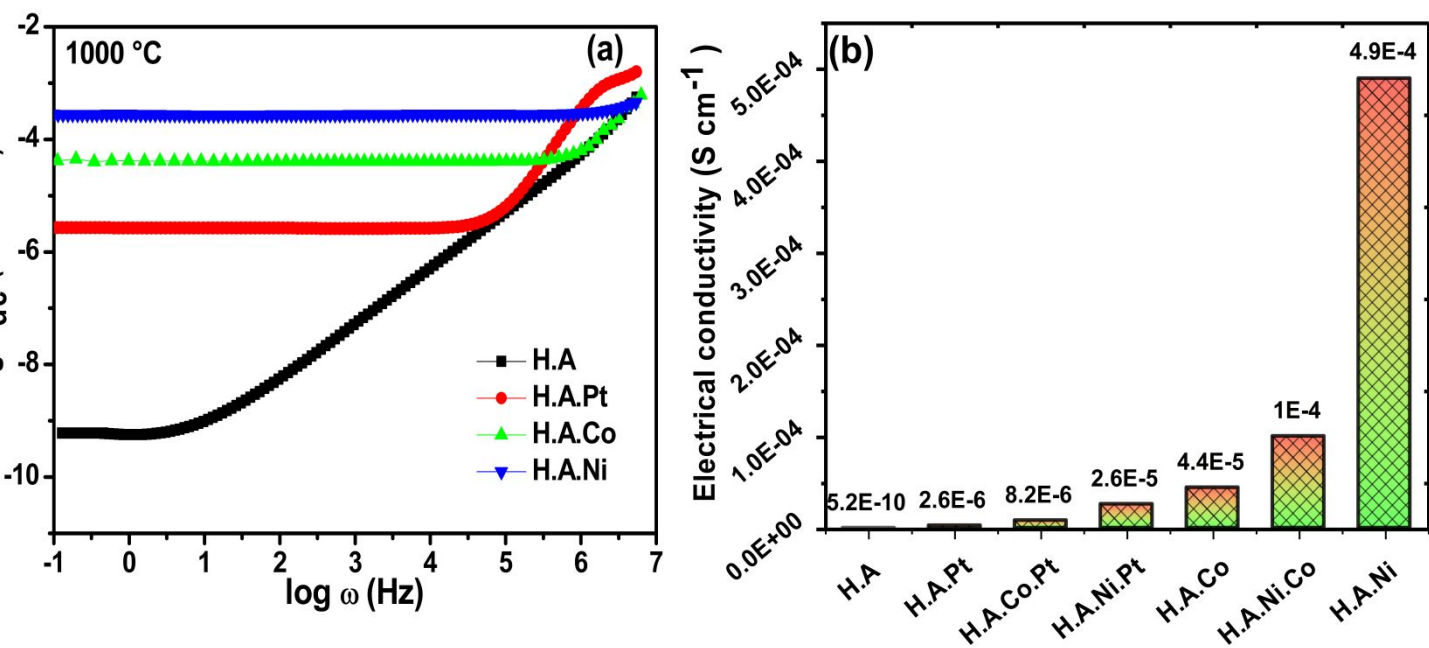 1000 °C
(a)
-2
-4
-6
-8
-10
H.A
H.A.Pt
H.A.Co
H.A.Ni
-1 0 1 2 3 4 5 6 7
log ω (Hz)
(b)
Electrical conductivity (S cm-1 )
5.0E-04
4.0E-04
3.0E-04
2.0E-04
1.0E-04
0.0E+00
5.2E-10
2.6E-6
8.2E-6
2.6E-5
4.4E-5
1E-4
4.9E-4
H.A
H.A.Pt
H.A.Co.Pt
H.A.Ni.Pt
H.A.Co
H.A.Ni.Co
H.A.Ni